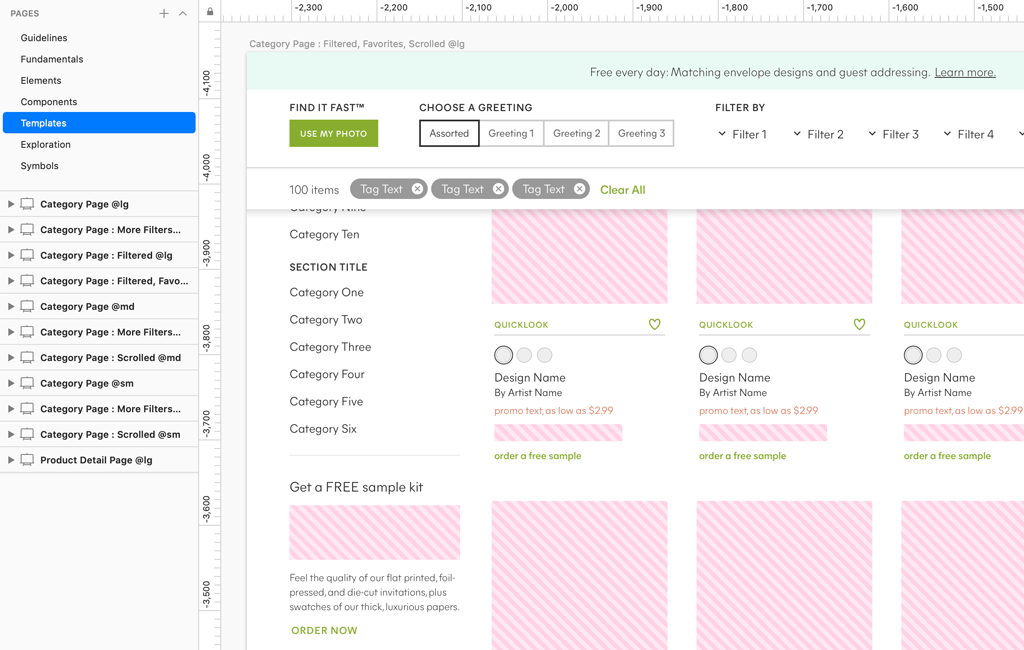 PAGES
Guidelines
Fundamentals
Elements
Components
Templates
Exploration
Symbols
Category Page @lg
Category Page : More Filters...
Category Page : Filtered @lg
Category Page : Filtered, Favo...
Category Page @md
Category Page : More Filters...
Category Page : Scrolled @md
Category Page @sm
Category Page : More Filters...
Category Page : Scrolled @sm
Product Detail Page @lg
-2,300 -2,200 -2,100 -2,000 -1,900 -1,800 -1,700 -1,600 -1,500
-4,100
-4,000
-3,900
-3,800
-3,700
-3,600
-3,500
Category Page : Filtered, Favorites, Scrolled @lg
Free every day: Matching envelope designs and guest addressing. Learn more.
FIND IT FAST™
USE MY PHOTO
CHOOSE A GREETING
Assorted Greeting 1 Greeting 2 Greeting 3
FILTER BY
Filter 1 Filter 2 Filter 3 Filter 4
100 items Tag Text Tag Text Tag Text Clear All
Category Nine
Category Ten
SECTION TITLE
Category One
Category Two
Category Three
Category Four
Category Five
Category Six
Get a FREE sample kit
Feel the quality of our flat printed, foil-
pressed, and die-cut invitations, plus
swatches of our thick, luxurious papers.
ORDER NOW
QUICKLOOK
Design Name
By Artist Name
promo text, as low as $2.99
order a free sample
QUICKLOOK
Design Name
By Artist Name
promo text, as low as $2.99
order a free sample
QUICKLOOK
Design Name
By Artist Name
promo text, as low as $2.99
order a free sample